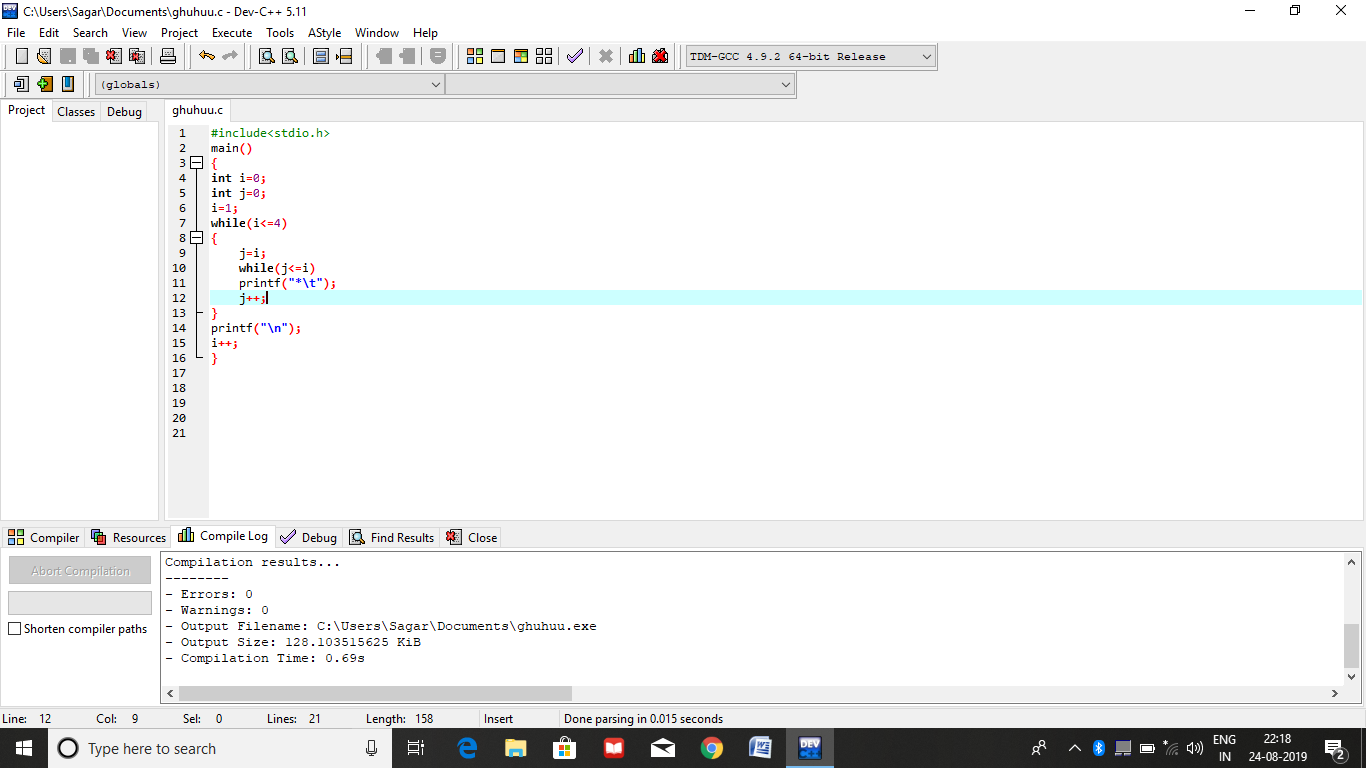 C:\Users\Sagar\Documents\ghuhuu.c - Dev-C++ 5.11
File Edit Search View Project Execute Tools AStyle Window Help
TDM-GCC 4.9.2 64-bit Release
(globals)
Project Classes Debug ghuhuu.c
1 #include<stdio.h>
2 main()
3 {
4 int i=0;
5 int j=0;
6 i=1;
7 while(i<=4)
8 {
9 j=i;
10 while(j<=i)
11 printf("*\t");
12 j++;
13 }
14 printf("\n");
15 i++;
16 }
17
18
19
20
21
Compiler Resources Compile Log Debug Find Results Close
Abort Compilation
Shorten compiler paths
Compilation results...
--------
- Errors: 0
- Warnings: 0
- Output Filename: C:\Users\Sagar\Documents\ghuhuu.exe
- Output Size: 128.103515625 KiB
- Compilation Time: 0.69s
Line: 12 Col: 9 Sel: 0 Lines: 21 Length: 158 Insert Done parsing in 0.015 seconds
Type here to search
DEV
ENG
IN
22:18
24-08-2019
2